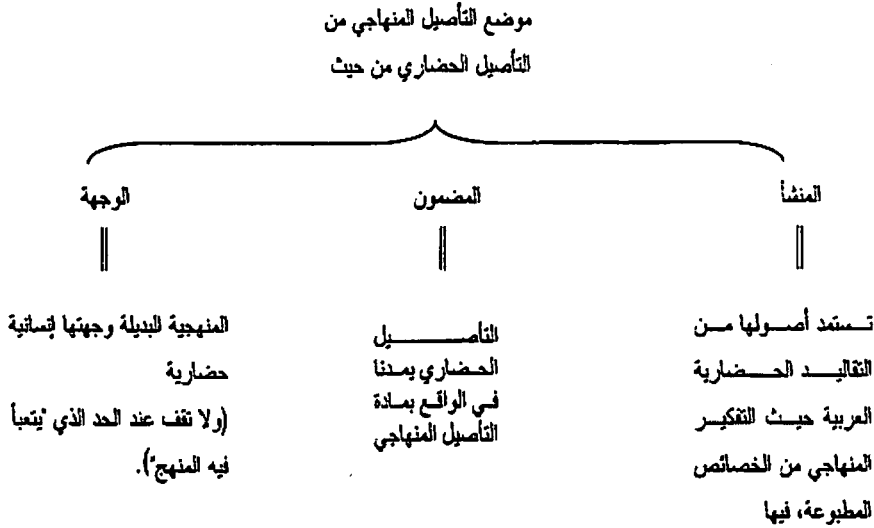 موضع التأصيل المنهاجي من
التأصيل الحضاري من حيث
المنشأ
المضمون
الوجهة
تستمد أصولها من
التقاليد الحضارية
العربية حيث التفكير
المنهاجي من الخصائص
المطبوعة، فيها
التأصيل
الحضاري يمدنا
في الواقع بمادة
التأصيل المنهاجي
المنهجية البديلة وجهتها إنسانية
حضارية
(ولا تقف عند الحد الذي "يتعبأ
فيه المنهج").